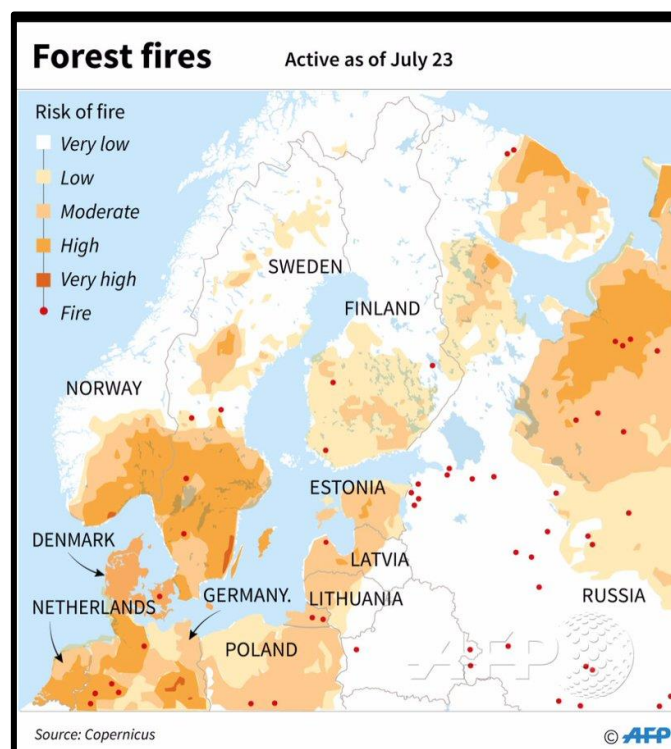 Forest fires
Active as of July 23
Risk of fire
Very low
Low
Moderate
High
Very high
Fire
SWEDEN
FINLAND
NORWAY
ESTONIA
DENMARK
LATVIA
NETHERLANDS
GERMANY.
LITHUANIA
RUSSIA
POLAND
AFP
Source: Copernicus
© AFP